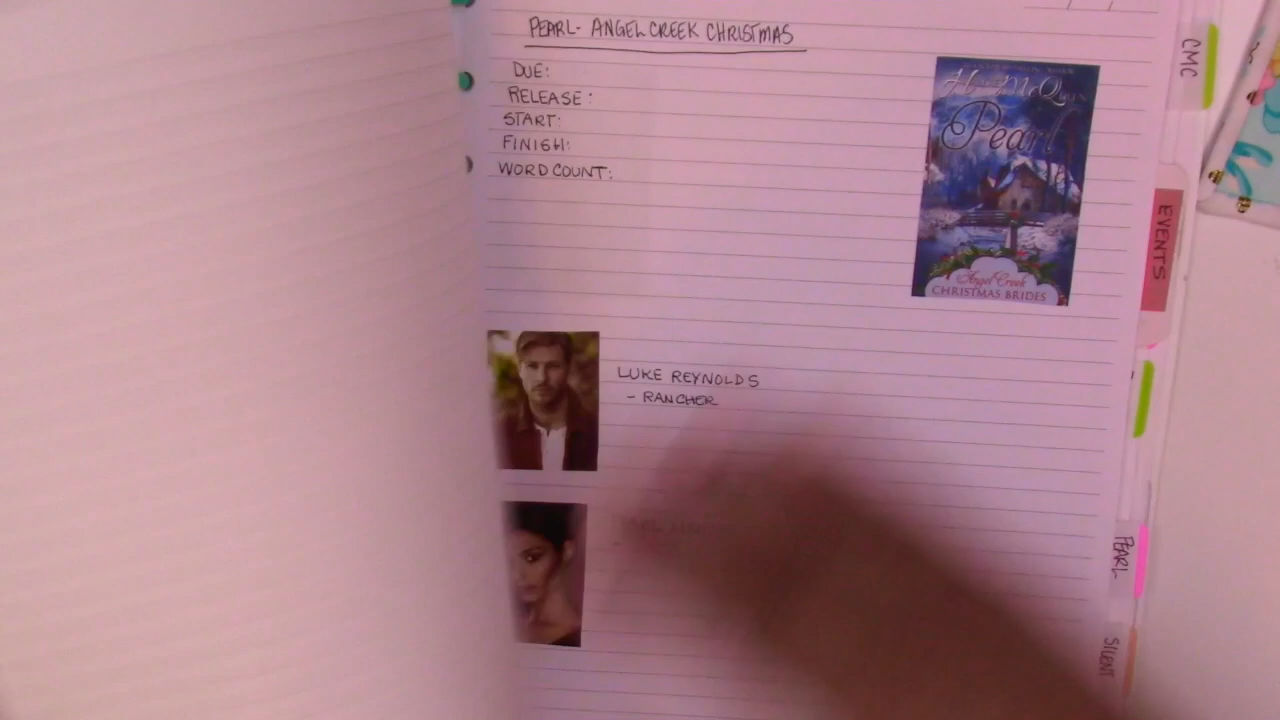 PEARL- ANGEL CREEK CHRISTMAS
DUE:
RELEASE:
START:
FINISH:
WORD COUNT:
Pearl
Angel Creek
CHRISTMAS BRIDES
LUKE REYNOLDS
- RANCHER
CMC
EVENTS
PEARL
SILENT